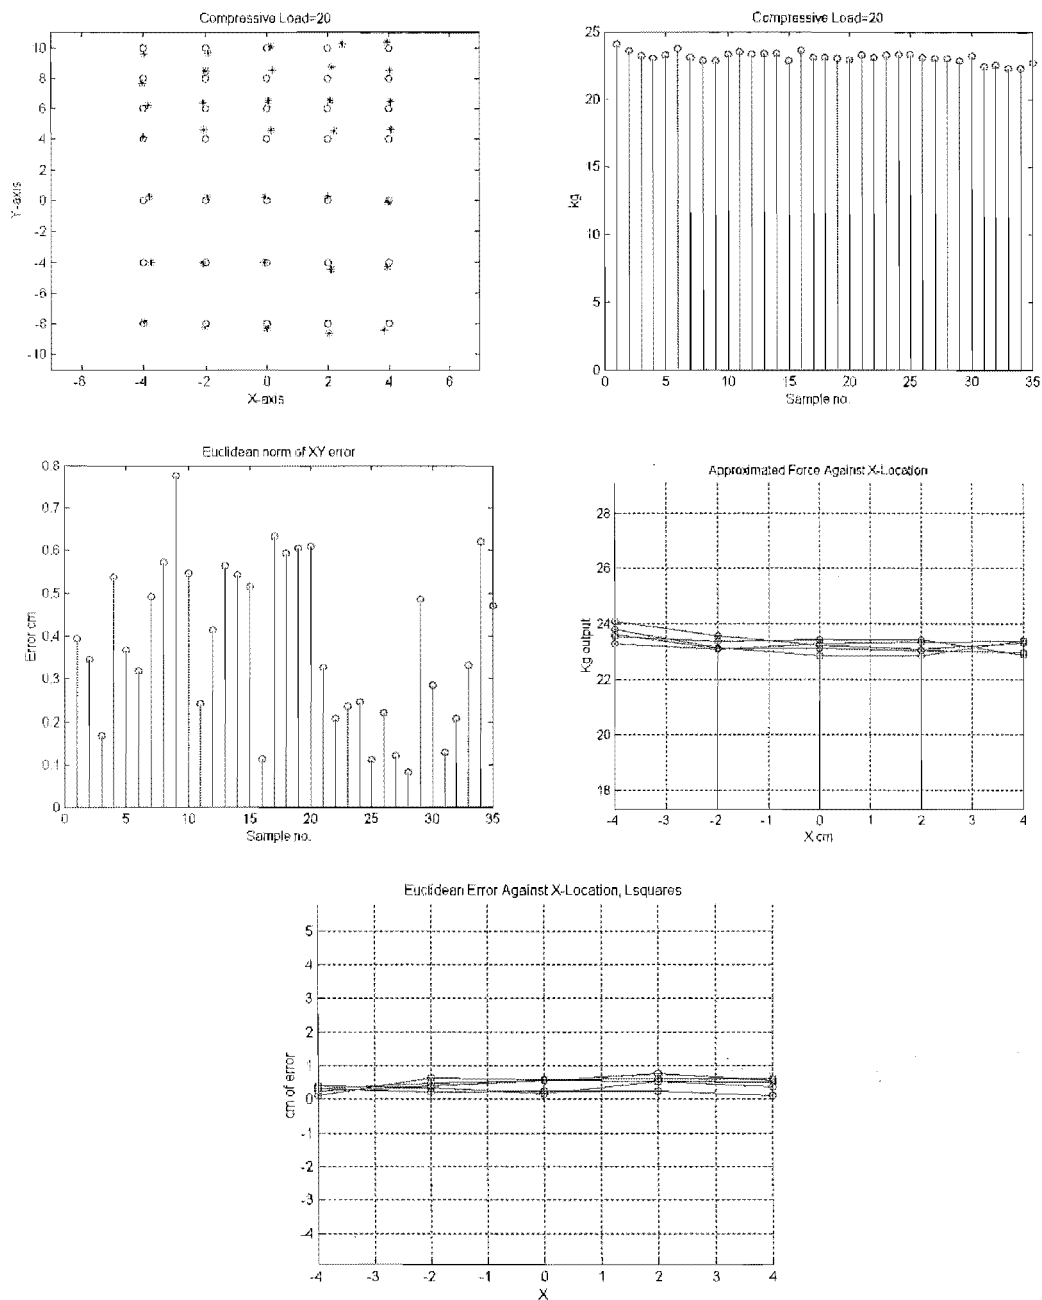 Compressive Load=20
10
8
6
4
2
0
-2
-4
-6
-8
-10
Y-axis
-6 -4 -2 0 2 4 6
X-axis
Compressive Load=20
25
20
15
10
5
0
kg
0 5 10 15 20 25 30 35
Sample no.
Euclidean norm of XY error
0.8
0.7
0.6
0.5
0.4
0.3
0.2
0.1
0
Error cm
0 5 10 15 20 25 30 35
Sample no.
Approximated Force Against X-Location
28
26
24
22
20
18
Kg output
-4 -3 -2 -1 0 1 2 3 4
X cm
Euclidean Error Against X-Location, Lsquares
5
4
3
2
1
0
-1
-2
-3
-4
cm of error
-4 -3 -2 -1 0 1 2 3 4
X